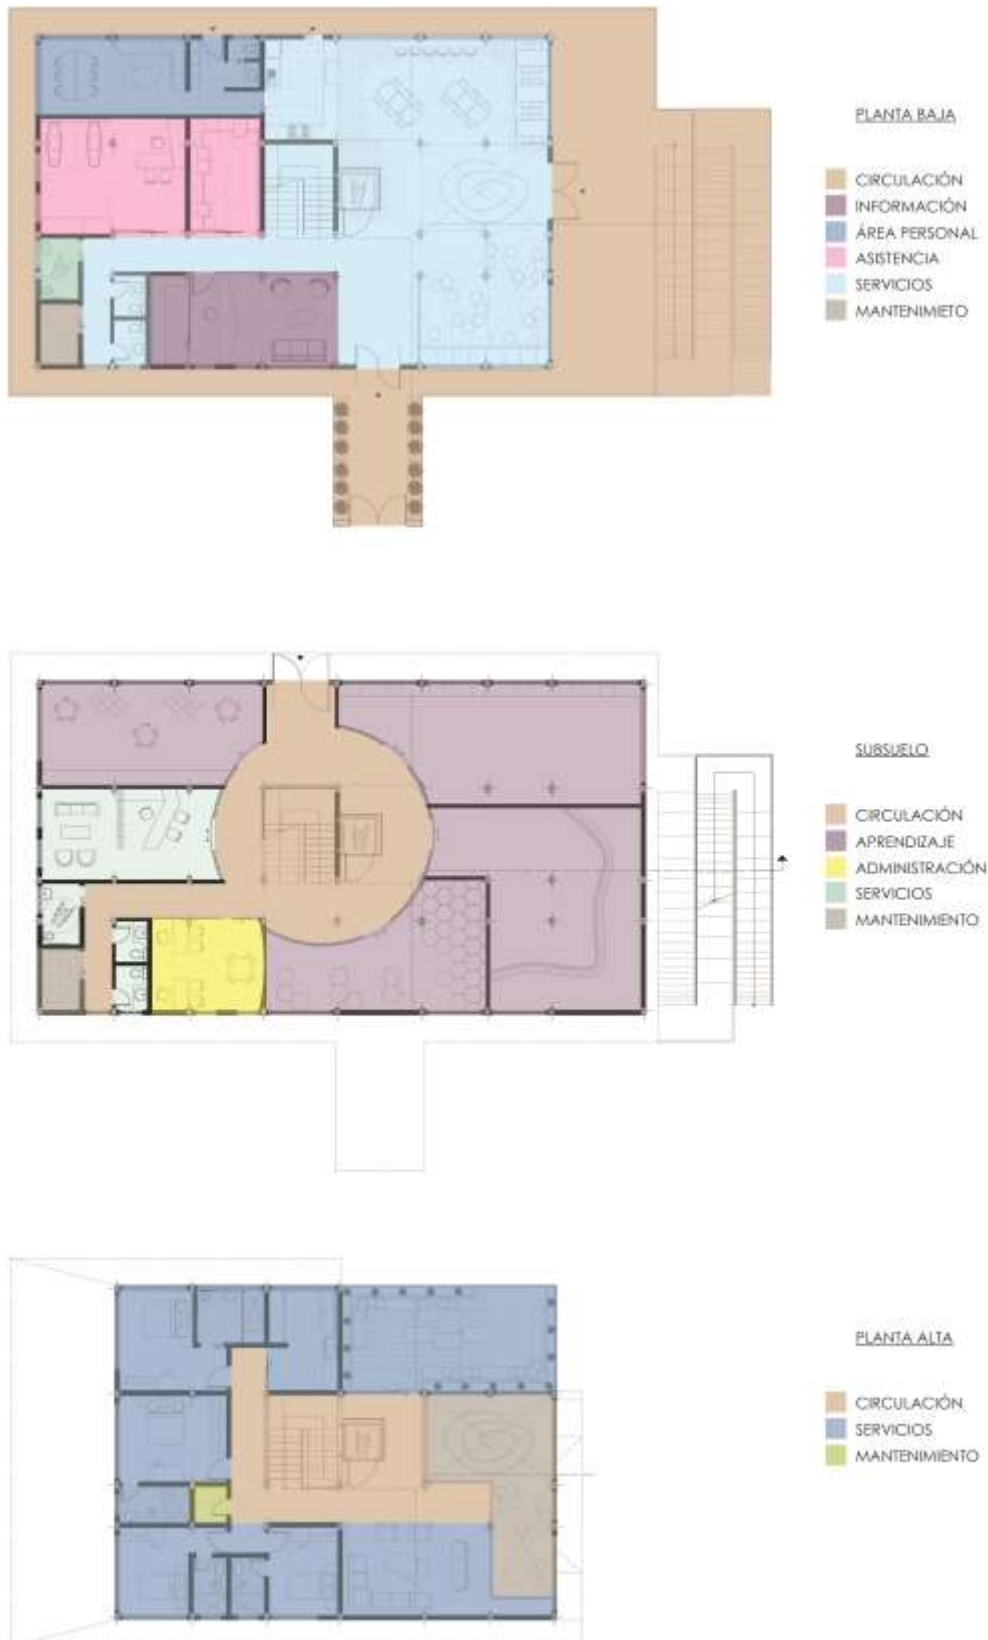 PLANTA BAJA
CIRCULACIÓN
INFORMACIÓN
ÁREA PERSONAL
ASISTENCIA
SERVICIOS
MANTENIMIETO
SUBSUELO
CIRCULACIÓN
APRENDIZAJE
ADMINISTRACIÓN
SERVICIOS
MANTENIMIENTO
PLANTA ALTA
CIRCULACIÓN
SERVICIOS
MANTENIMIENTO